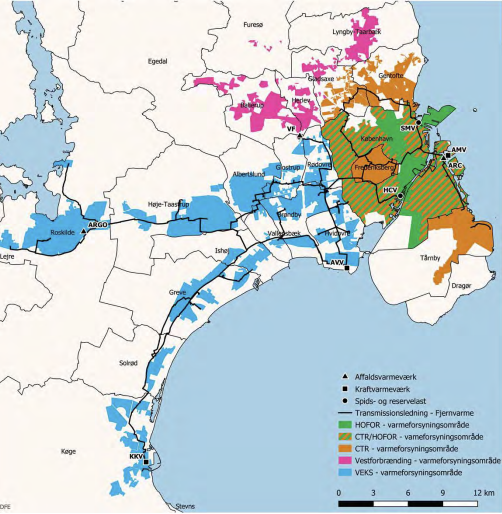 Furesø
Lyngby-Taarbæk
Egedal
Gladsaxe
Gentofte
Ballerup
Herlev
VF
SMV
København
AMV
ARC
Rødovre
Glostrup
Albertslund
Frederiksberg
HCV
Høje-Taastrup
Brøndby
ARGO
Roskilde
Vallensbæk
Hvidovre
Ishøj
Lejre
AVV
Tårnby
Greve
Dragør
Solrød
Køge
KKV
Stevns
Affaldsvarmeværk
Kraftvarmeværk
Spids- og reservelast
Transmissionsledning - Fjernvarme
HOFOR - varmeforsyningsområde
CTR/HOFOR - vameforsyningsområde
CTR - varmeforsyningsområde
Vestforbrænding - varmeforsyningsområde
VEKS - varmeforsyningsområde
0 3 6 9 12 km